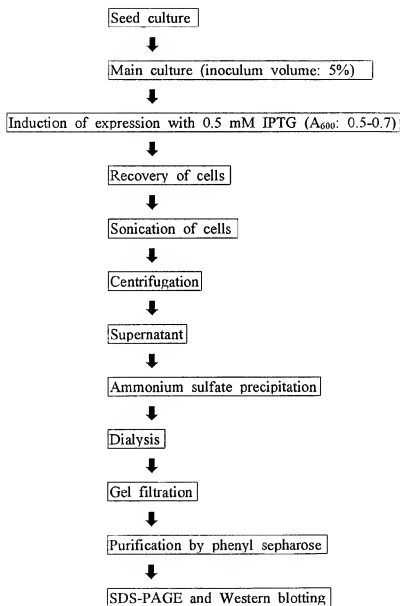 Seed culture
Main culture (inoculum volume: 5%)
Induction of expression with 0.5 mM IPTG (A₆₀₀: 0.5-0.7)
Recovery of cells
Sonication of cells
Centrifugation
Supernatant
Ammonium sulfate precipitation
Dialysis
Gel filtration
Purification by phenyl sepharose
SDS-PAGE and Western blotting